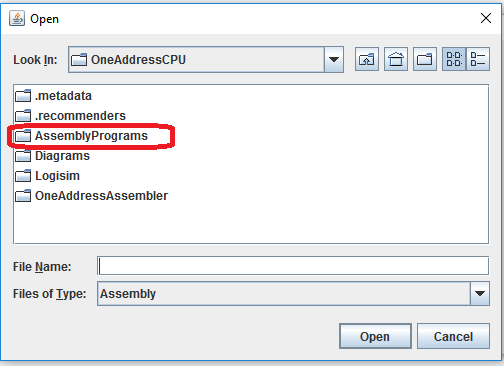 Open
Look In: OneAddressCPU
.metadata
.recommenders
AssemblyPrograms
Diagrams
Logisim
OneAddressAssembler
File Name:
Files of Type: Assembly
Open Cancel